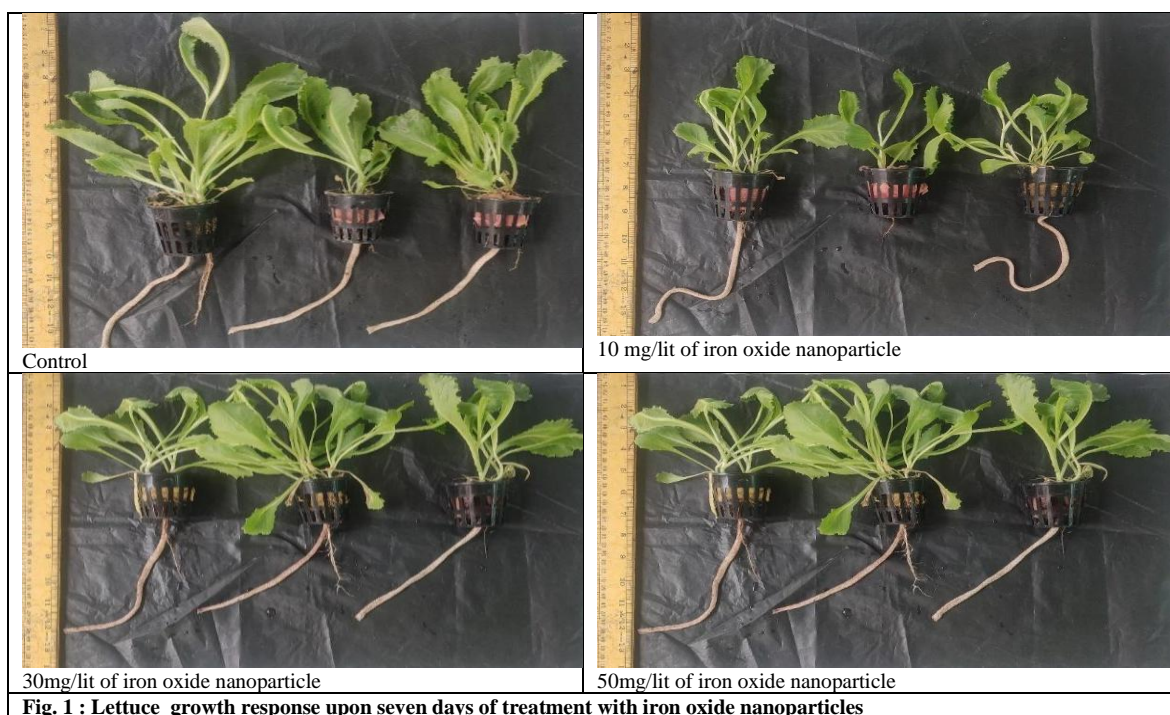 Control
10 mg/lit of iron oxide nanoparticle
30mg/lit of iron oxide nanoparticle
50mg/lit of iron oxide nanoparticle
Fig. 1 : Lettuce growth response upon seven days of treatment with iron oxide nanoparticles